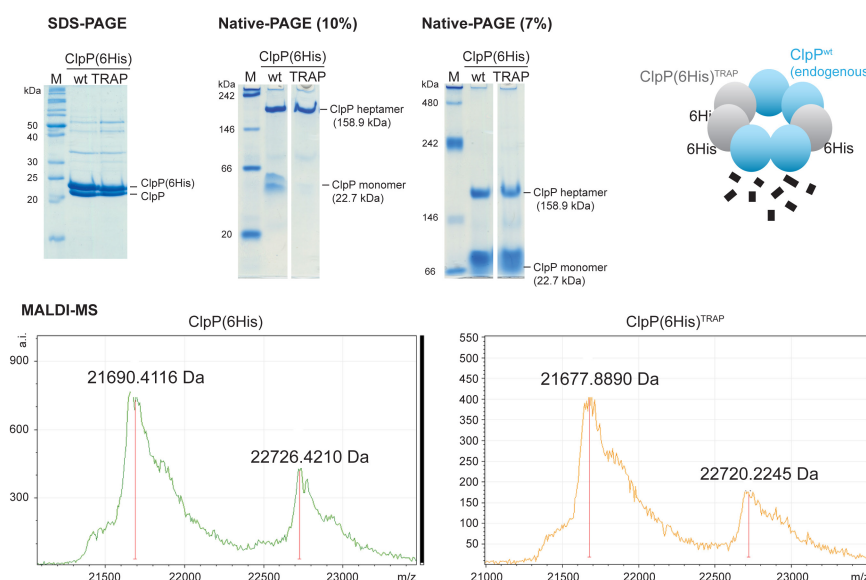 SDS-PAGE
ClpP(6His)
M wt TRAP
kDa
50
40
30
25
20
ClpP(6His)
ClpP
Native-PAGE (10%)
ClpP(6His)
M wt TRAP
kDa
242
146
66
20
ClpP heptamer
(158.9 kDa)
ClpP monomer
(22.7 kDa)
Native-PAGE (7%)
ClpP(6His)
M wt TRAP
kDa
480
242
146
66
ClpP heptamer
(158.9 kDa)
ClpP monomer
(22.7 kDa)
ClpPwt
(endogenous
ClpP(6His)TRAP
6His
6His
6His
MALDI-MS
ClpP(6His)
a.i.
900
600
300
21690.4116 Da
22726.4210 Da
21500 22000 22500 23000 m/z
ClpP(6His)TRAP
550
500
450
400
350
300
250
200
150
100
50
21677.8890 Da
22720.2245 Da
21000 21500 22000 22500 23000 m/z